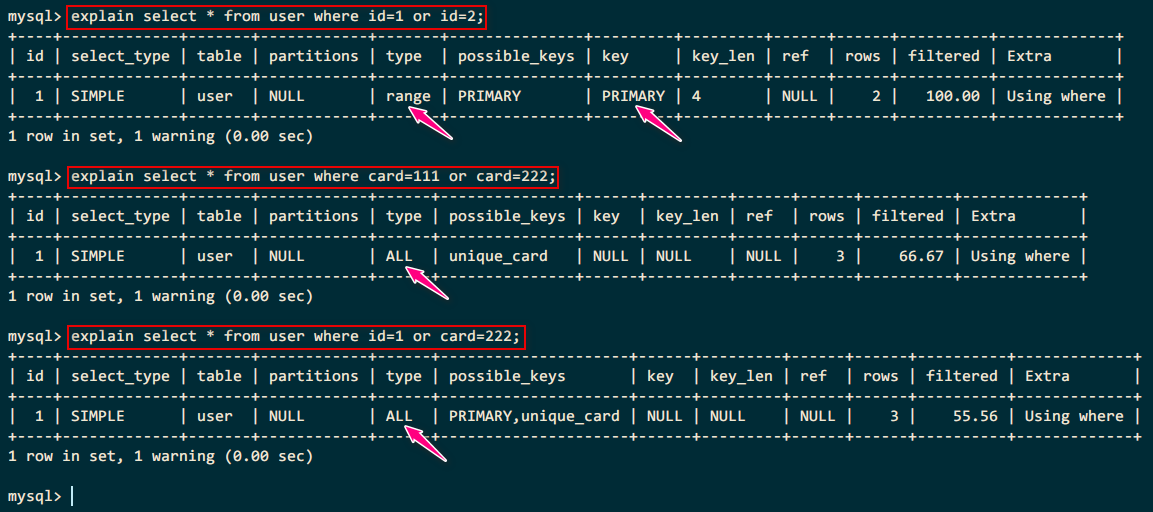 mysql> explain select * from user where id=1 or id=2;
+----+-------------+-------+------------+-------+---------------+---------+---------+------+------+----------+-------------+
| id | select_type | table | partitions | type  | possible_keys | key     | key_len | ref  | rows | filtered | Extra       |
+----+-------------+-------+------------+-------+---------------+---------+---------+------+------+----------+-------------+
|  1 | SIMPLE      | user  | NULL       | range | PRIMARY       | PRIMARY | 4       | NULL |    2 |   100.00 | Using where |
+----+-------------+-------+------------+-------+---------------+---------+---------+------+------+----------+-------------+
1 row in set, 1 warning (0.00 sec)

mysql> explain select * from user where card=111 or card=222;
+----+-------------+-------+------------+------+---------------+------+---------+------+------+----------+-------------+
| id | select_type | table | partitions | type | possible_keys | key  | key_len | ref  | rows | filtered | Extra       |
+----+-------------+-------+------------+------+---------------+------+---------+------+------+----------+-------------+
|  1 | SIMPLE      | user  | NULL       | ALL  | unique_card   | NULL | NULL    | NULL |    3 |    66.67 | Using where |
+----+-------------+-------+------------+------+---------------+------+---------+------+------+----------+-------------+
1 row in set, 1 warning (0.00 sec)

mysql> explain select * from user where id=1 or card=222;
+----+-------------+-------+------------+------+---------------------+------+---------+------+------+----------+-------------+
| id | select_type | table | partitions | type | possible_keys       | key  | key_len | ref  | rows | filtered | Extra       |
+----+-------------+-------+------------+------+---------------------+------+---------+------+------+----------+-------------+
|  1 | SIMPLE      | user  | NULL       | ALL  | PRIMARY,unique_card | NULL | NULL    | NULL |    3 |    55.56 | Using where |
+----+-------------+-------+------------+------+---------------------+------+---------+------+------+----------+-------------+
1 row in set, 1 warning (0.00 sec)

mysql>